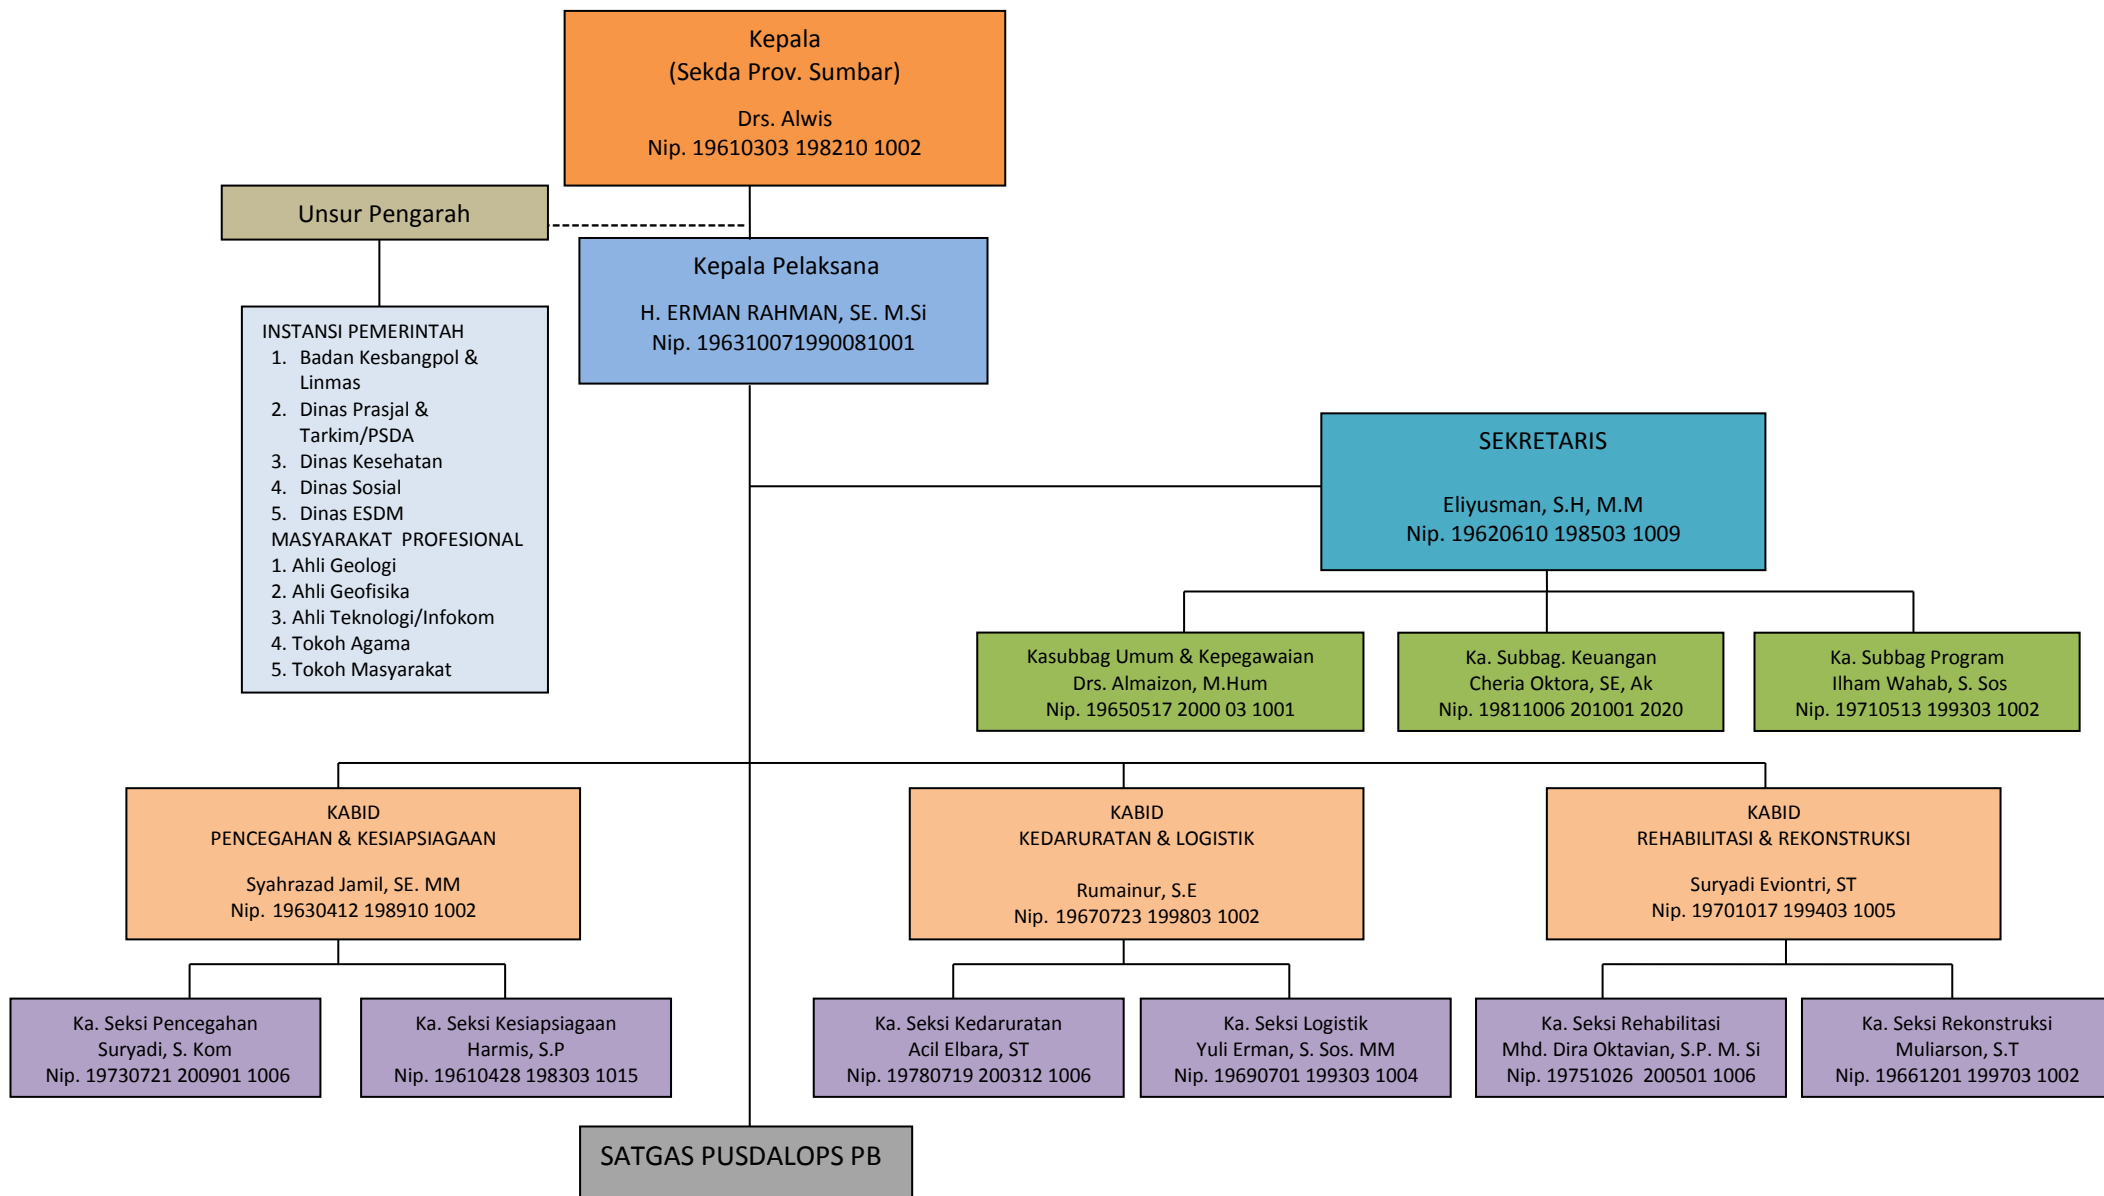 Kepala
(Sekda Prov. Sumbar)
Drs. Alwis
Nip. 19610303 198210 1002
Unsur Pengarah
Kepala Pelaksana
H. ERMAN RAHMAN, SE. M.Si
Nip. 196310071990081001
INSTANSI PEMERINTAH
1. Badan Kesbangpol &
Linmas
2. Dinas Prasjal &
Tarkim/PSDA
3. Dinas Kesehatan
4. Dinas Sosial
5. Dinas ESDM
MASYARAKAT PROFESIONAL
1. Ahli Geologi
2. Ahli Geofisika
3. Ahli Teknologi/Infokom
4. Tokoh Agama
5. Tokoh Masyarakat
SEKRETARIS
Eliyusman, S.H, M.M
Nip. 19620610 198503 1009
Kasubbag Umum & Kepegawaian
Drs. Almaizon, M.Hum
Nip. 19650517 2000 03 1001
Ka. Subbag. Keuangan
Cheria Oktora, SE, Ak
Nip. 19811006 201001 2020
Ka. Subbag Program
Ilham Wahab, S. Sos
Nip. 19710513 199303 1002
KABID
PENCEGAHAN & KESIAPSIAGAAN
Syahrazad Jamil, SE. MM
Nip. 19630412 198910 1002
KABID
KEDARURATAN & LOGISTIK
Rumainur, S.E
Nip. 19670723 199803 1002
KABID
REHABILITASI & REKONSTRUKSI
Suryadi Eviontri, ST
Nip. 19701017 199403 1005
Ka. Seksi Pencegahan
Suryadi, S. Kom
Nip. 19730721 200901 1006
Ka. Seksi Kesiapsiagaan
Harmis, S.P
Nip. 19610428 198303 1015
Ka. Seksi Kedaruratan
Acil Elbara, ST
Nip. 19780719 200312 1006
Ka. Seksi Logistik
Yuli Erman, S. Sos. MM
Nip. 19690701 199303 1004
Ka. Seksi Rehabilitasi
Mhd. Dira Oktavian, S.P. M. Si
Nip. 19751026 200501 1006
Ka. Seksi Rekonstruksi
Muliarson, S.T
Nip. 19661201 199703 1002
SATGAS PUSDALOPS PB